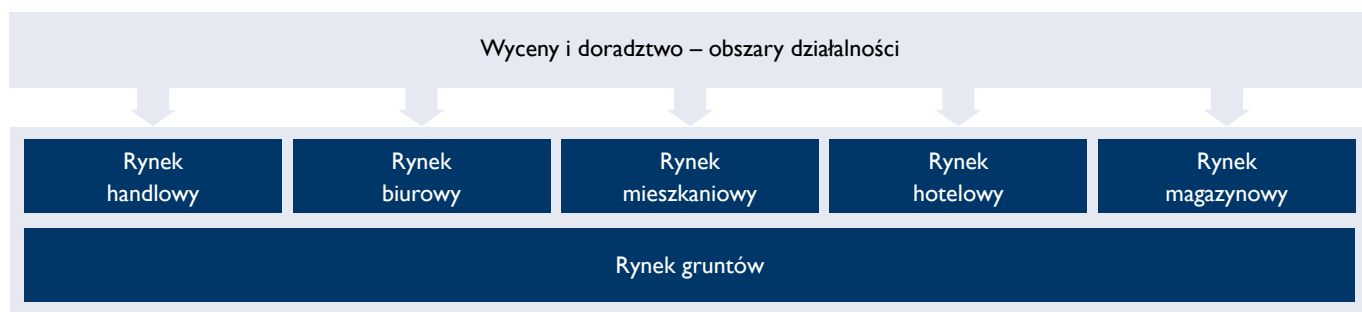 Wyceny i doradztwo – obszary działalności
Rynek
handlowy
Rynek
biurowy
Rynek
mieszkaniowy
Rynek
hotelowy
Rynek
magazynowy
Rynek gruntów